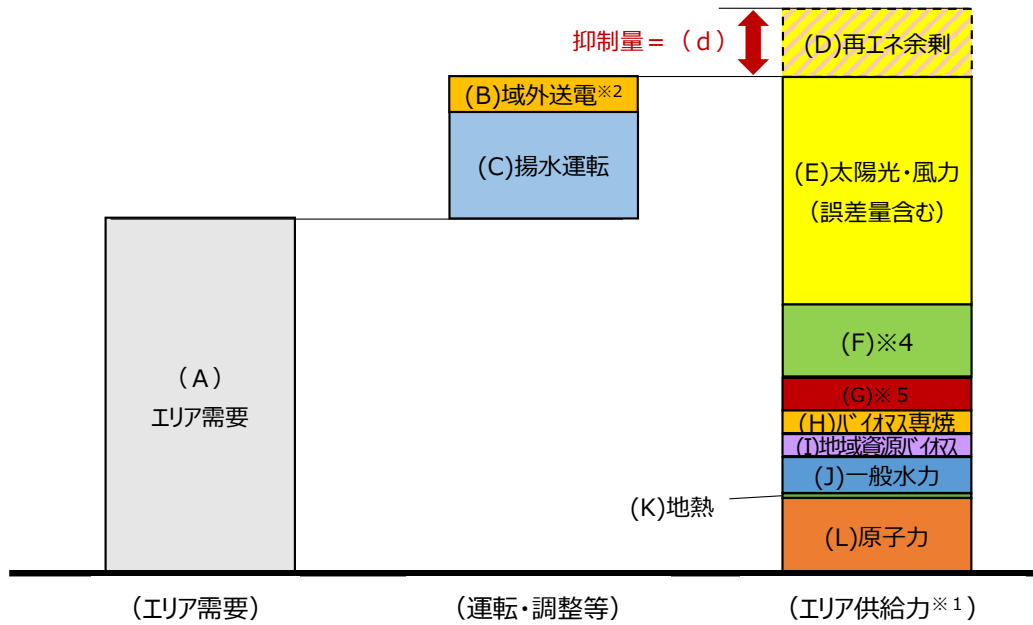 抑制量＝（ｄ）
(D)再エネ余剰
(B)域外送電※2
(C)揚水運転
(E)太陽光・風力
（誤差量含む）
(F)※4
（Ａ）
エリア需要
(G)※５
(H)バイオマス専焼
(I)地域資源バイオマス
(J)一般水力
(K)地熱
(L)原子力
（エリア需要）
（運転・調整等）
（エリア供給力※1）